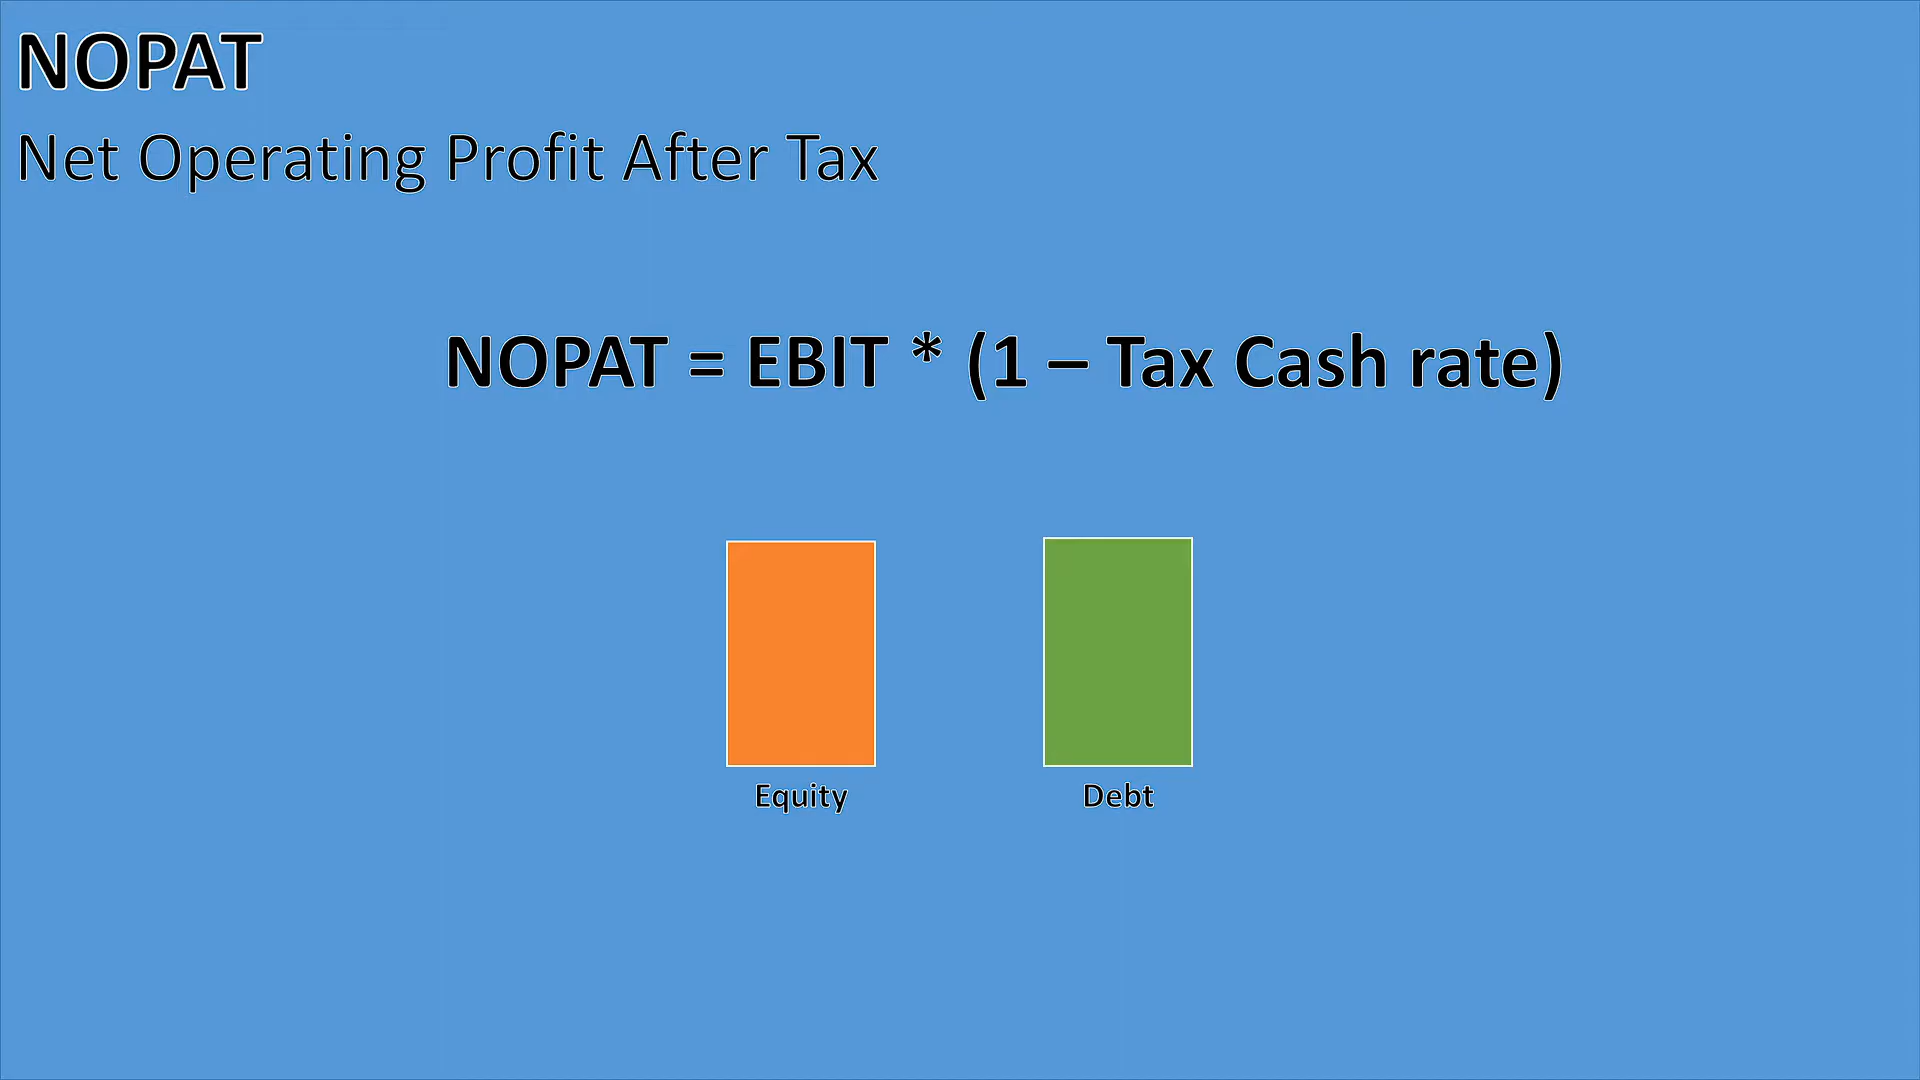 NOPAT
Net Operating Profit After Tax
NOPAT = EBIT * (1 – Tax Cash rate)
Equity
Debt